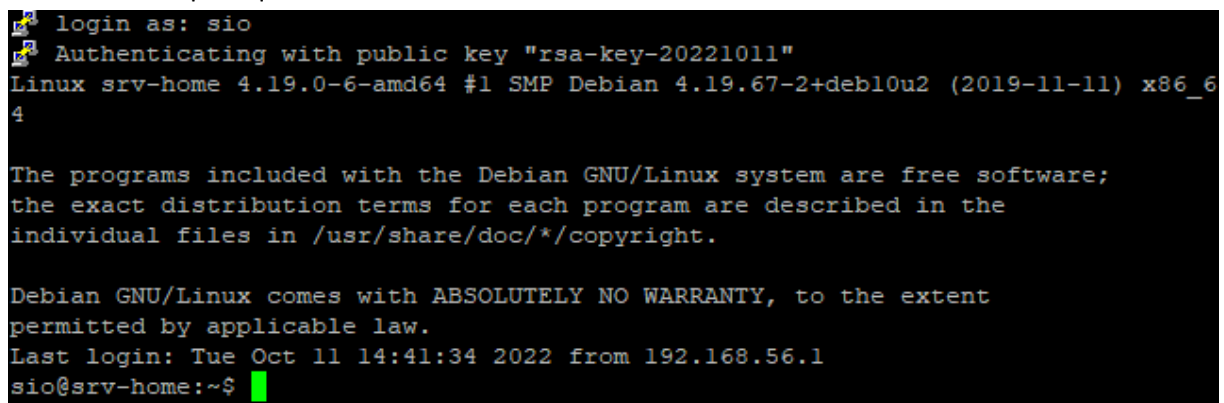 login as: sio
Authenticating with public key "rsa-key-20221011"
Linux srv-home 4.19.0-6-amd64 #1 SMP Debian 4.19.67-2+deb10u2 (2019-11-11) x86_6
4
The programs included with the Debian GNU/Linux system are free software;
the exact distribution terms for each program are described in the
individual files in /usr/share/doc/*/copyright.
Debian GNU/Linux comes with ABSOLUTELY NO WARRANTY, to the extent
permitted by applicable law.
Last login: Tue Oct 11 14:41:34 2022 from 192.168.56.1
sio@srv-home:~$